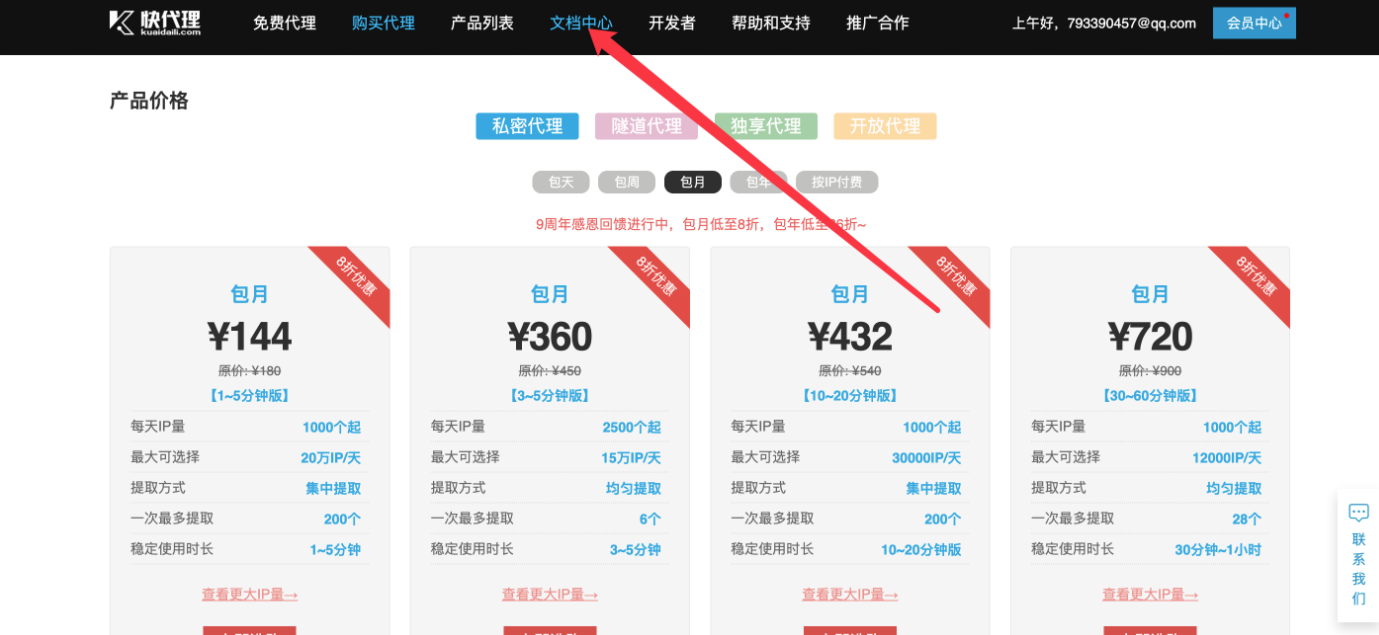 快代理
kuaidaili.com
免费代理 购买代理 产品列表 文档中心 开发者 帮助和支持 推广合作 上午好，793390457@qq.com 会员中心
产品价格
私密代理 隧道代理 独享代理 开放代理
包天 包周 包月 包年 按IP付费
9周年感恩回馈进行中，包月低至8折，包年低至 6折~
8折优惠 8折优惠 8折优惠 8折优惠
包月 包月 包月 包月
¥144 ¥360 ¥432 ¥720
原价: ¥180 原价: ¥450 原价: ¥540 原价: ¥900
【1~5分钟版】 【3~5分钟版】 【10~20分钟版】 【30~60分钟版】
每天IP量 1000个起 每天IP量 2500个起 每天IP量 1000个起 每天IP量 1000个起
最大可选择 20万IP/天 最大可选择 15万IP/天 最大可选择 30000IP/天 最大可选择 12000IP/天
提取方式 集中提取 提取方式 均匀提取 提取方式 集中提取 提取方式 均匀提取
一次最多提取 200个 一次最多提取 6个 一次最多提取 200个 一次最多提取 28个
稳定使用时长 1~5分钟 稳定使用时长 3~5分钟 稳定使用时长 10~20分钟版 稳定使用时长 30分钟~1小时
查看更大IP量→ 查看更大IP量→ 查看更大IP量→ 查看更大IP量→
联
系
我
们